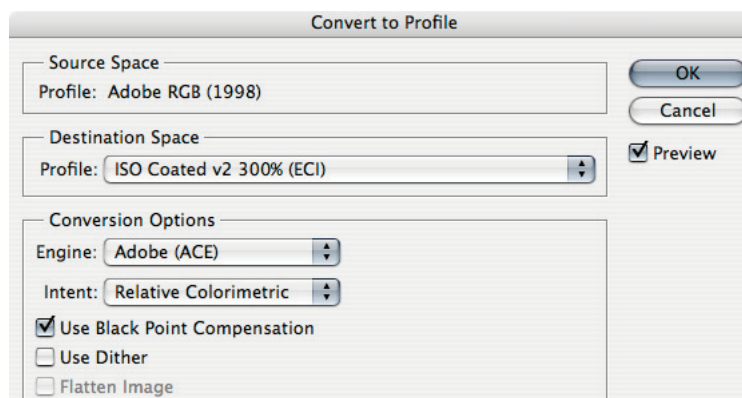 Convert to Profile
Source Space
Profile: Adobe RGB (1998)
OK
Cancel
Preview
Destination Space
Profile: ISO Coated v2 300% (ECI)
Conversion Options
Engine: Adobe (ACE)
Intent: Relative Colorimetric
Use Black Point Compensation
Use Dither
Flatten Image